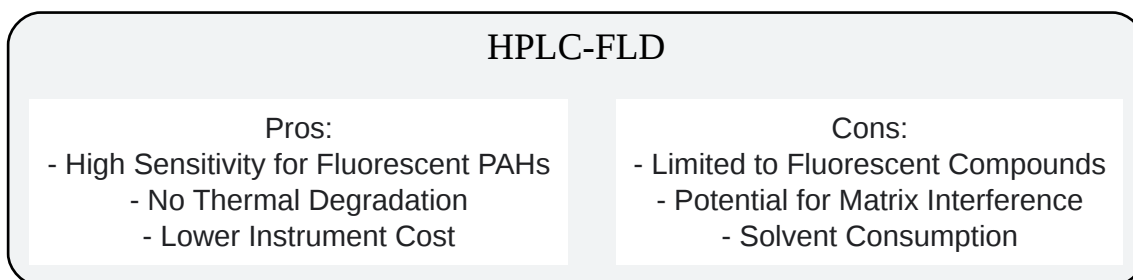 HPLC-FLD
Pros:
- High Sensitivity for Fluorescent PAHs
- No Thermal Degradation
- Lower Instrument Cost
Cons:
- Limited to Fluorescent Compounds
- Potential for Matrix Interference
- Solvent Consumption